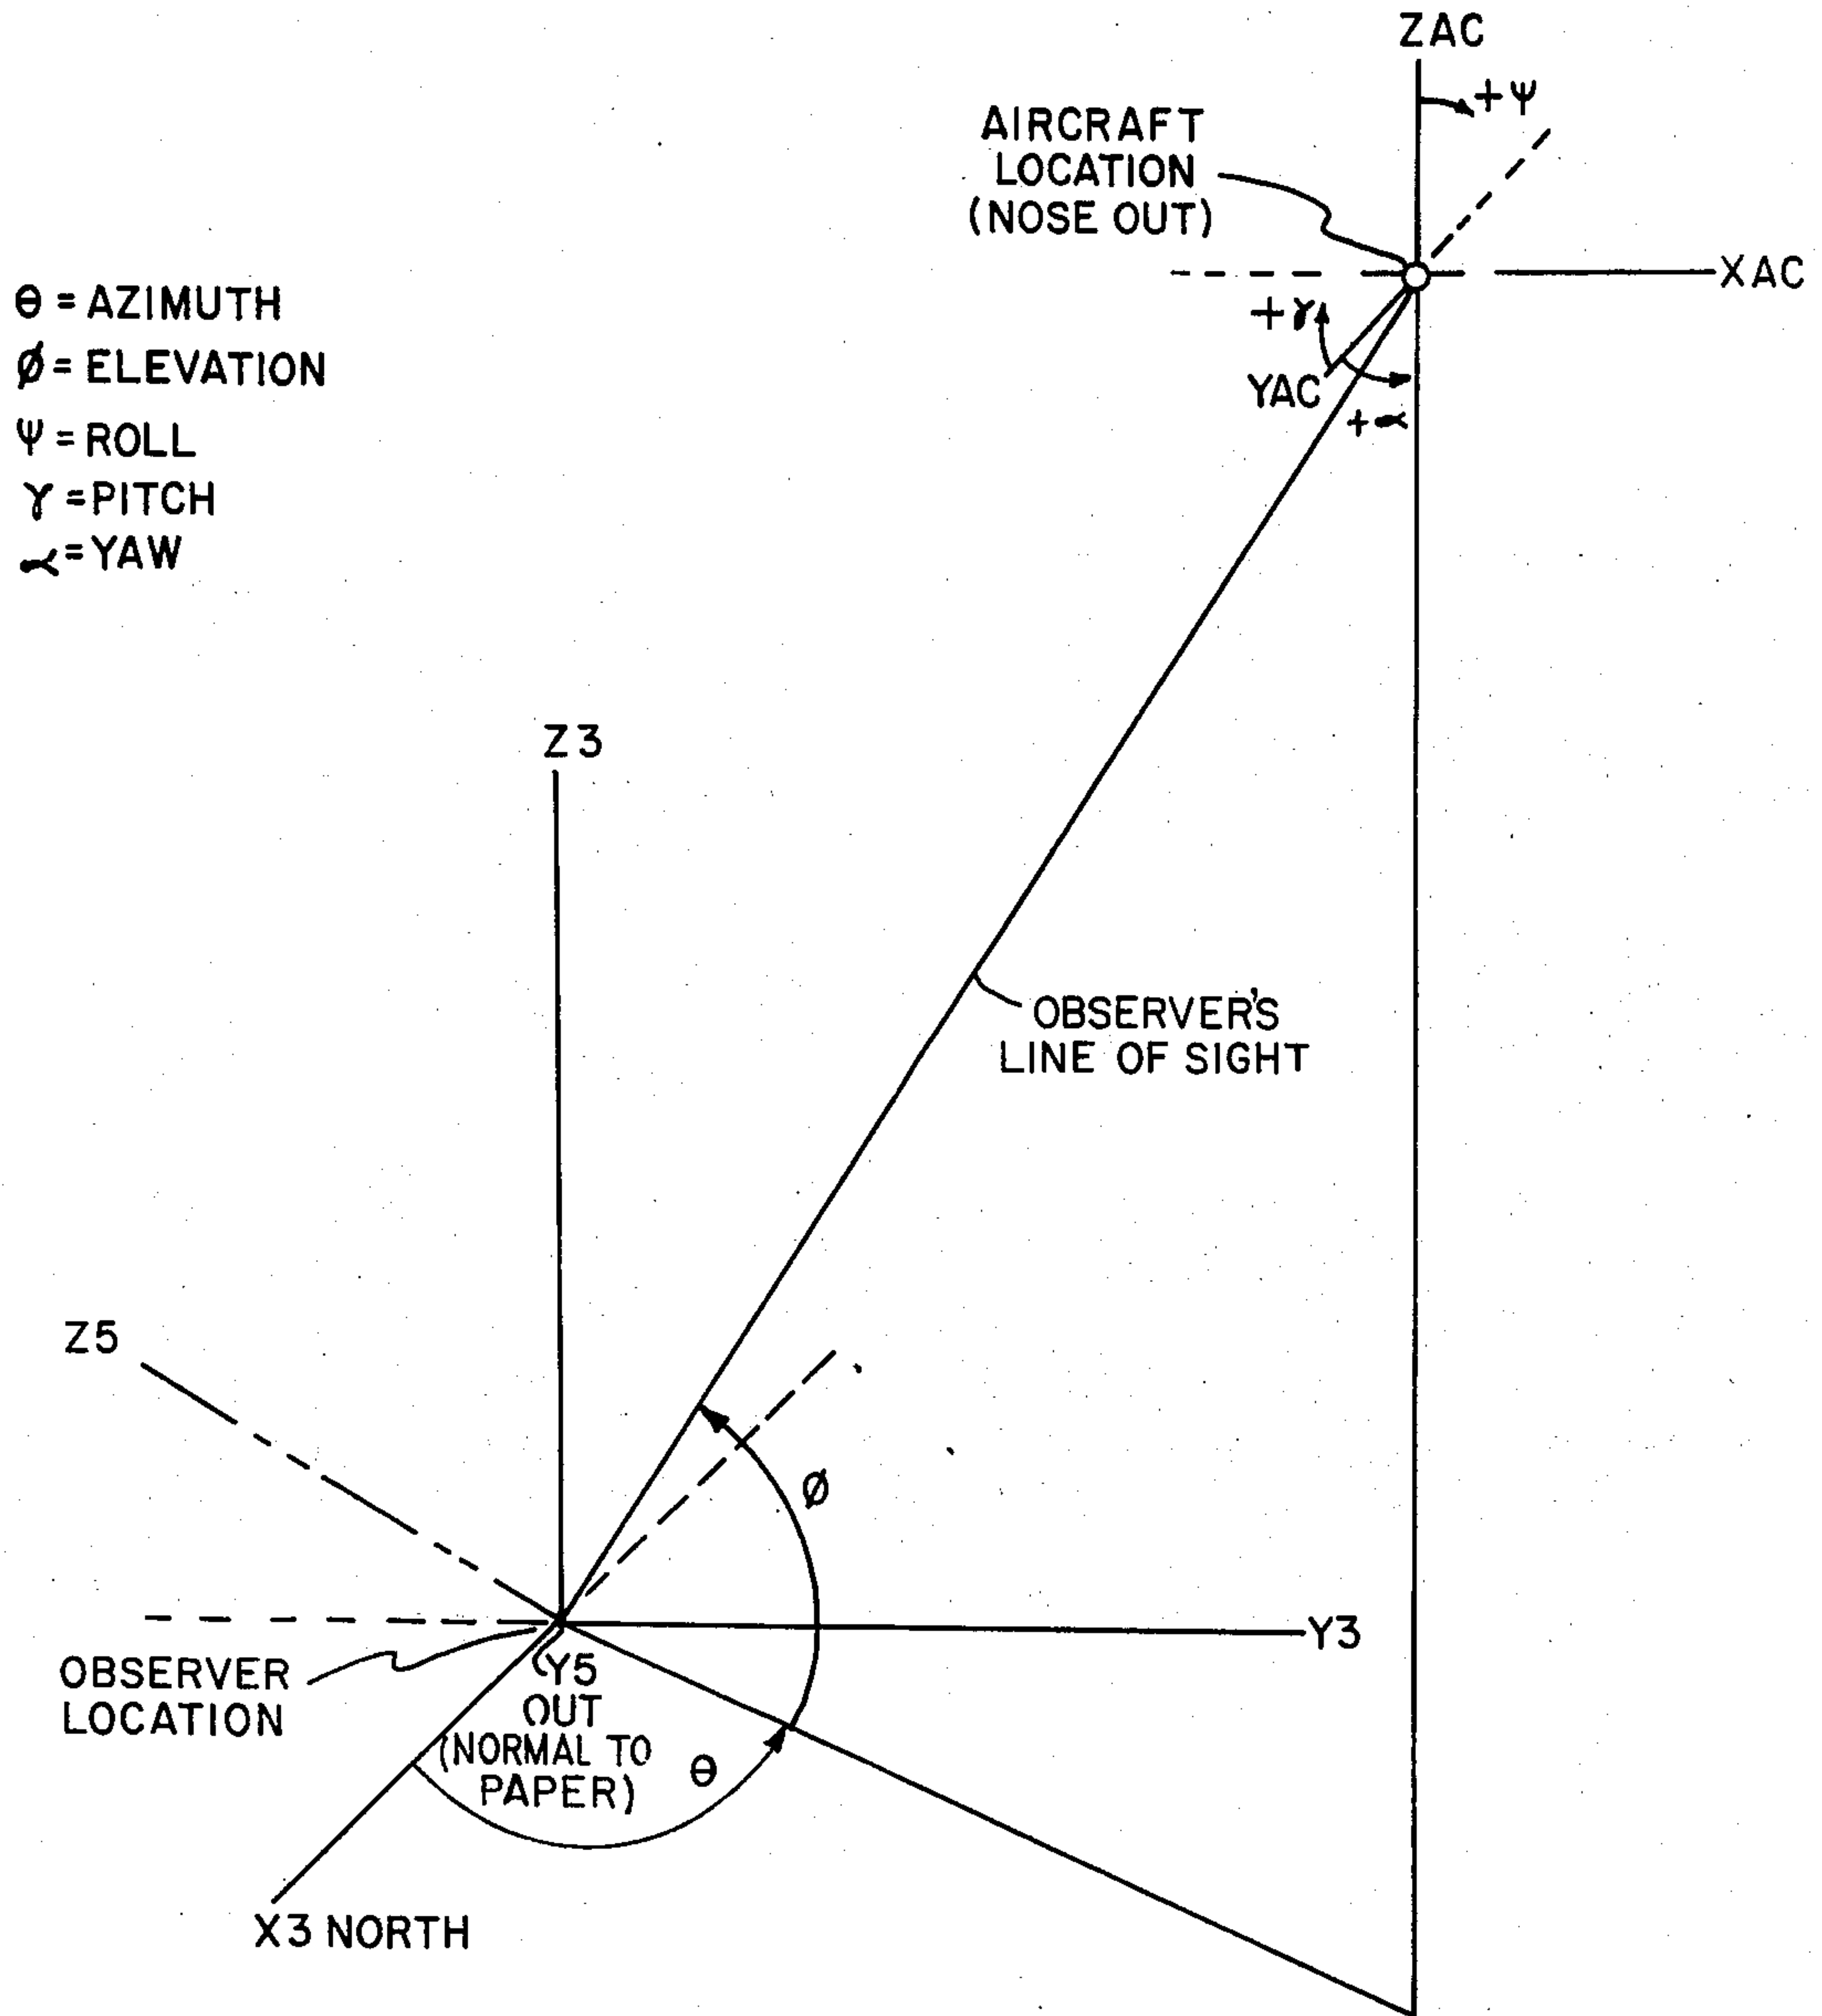 ZAC
+Ψ
AIRCRAFT
LOCATION
(NOSE OUT)
XAC
θ = AZIMUTH
Ø = ELEVATION
Ψ = ROLL
γ = PITCH
α = YAW
+γ
YAC
+α
Z3
OBSERVER'S
LINE OF SIGHT
Z5
Ø
Y3
OBSERVER
LOCATION
Y5
OUT
(NORMAL TO
PAPER)
θ
X3 NORTH